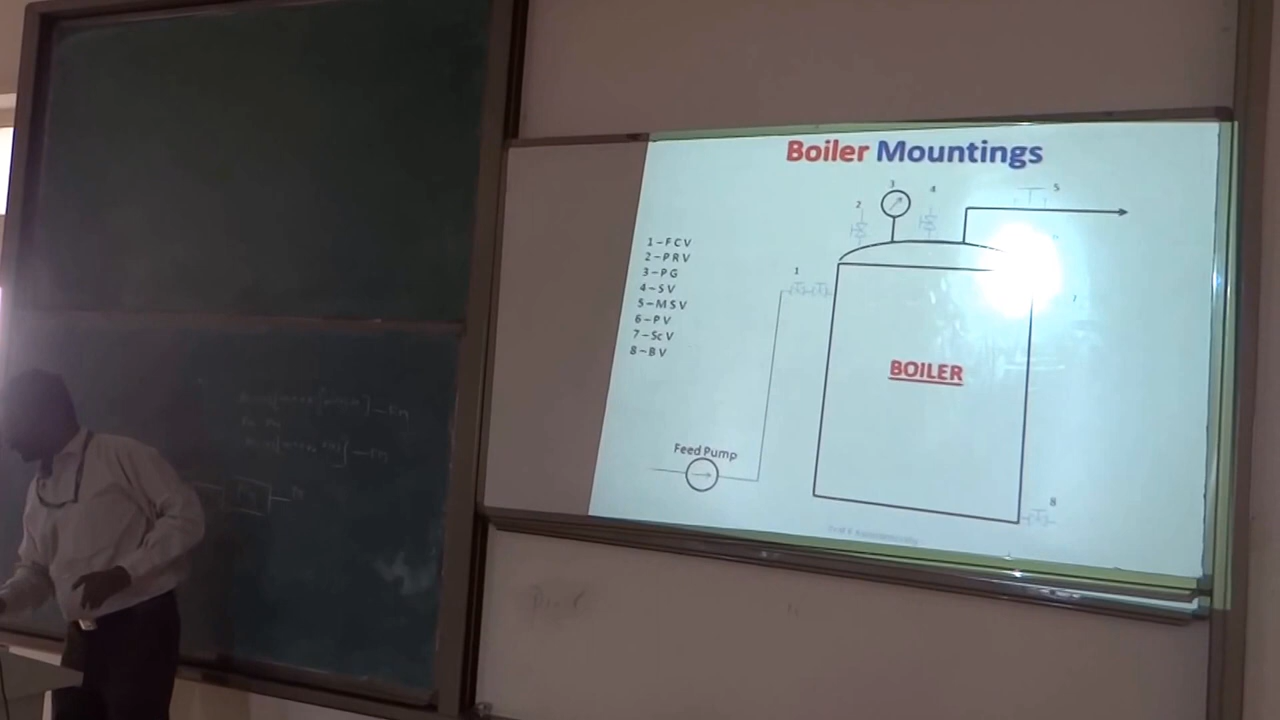 Boiler Mountings
3
4
5
2
1 – F C V
2 – P R V
3 – P G
4 – S V
5 – M S V
6 – P V
7 – Sc V
8 – B V
1
7
BOILER
Feed Pump
8